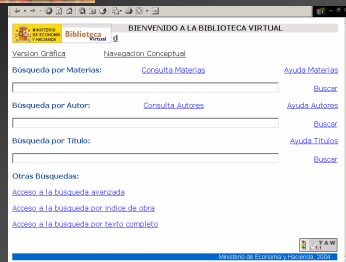 BIENVENIDO A LA BIBLIOTECA VIRTUAL
MINISTERIO
DE ECONOMÍA
Y HACIENDA
Biblioteca
Virtual
d
Versión Gráfica Navegación Conceptual
Búsqueda por Materias: Consulta Materias Ayuda Materias
Buscar
Búsqueda por Autor: Consulta Autores Ayuda Autores
Buscar
Búsqueda por Título: Ayuda Títulos
Buscar
Otras Búsquedas:
Acceso a la búsqueda avanzada
Acceso a la búsqueda por índice de obra
Acceso a la búsqueda por texto completo
TAW
1.1
Ministerio de Economía y Hacienda, 2004